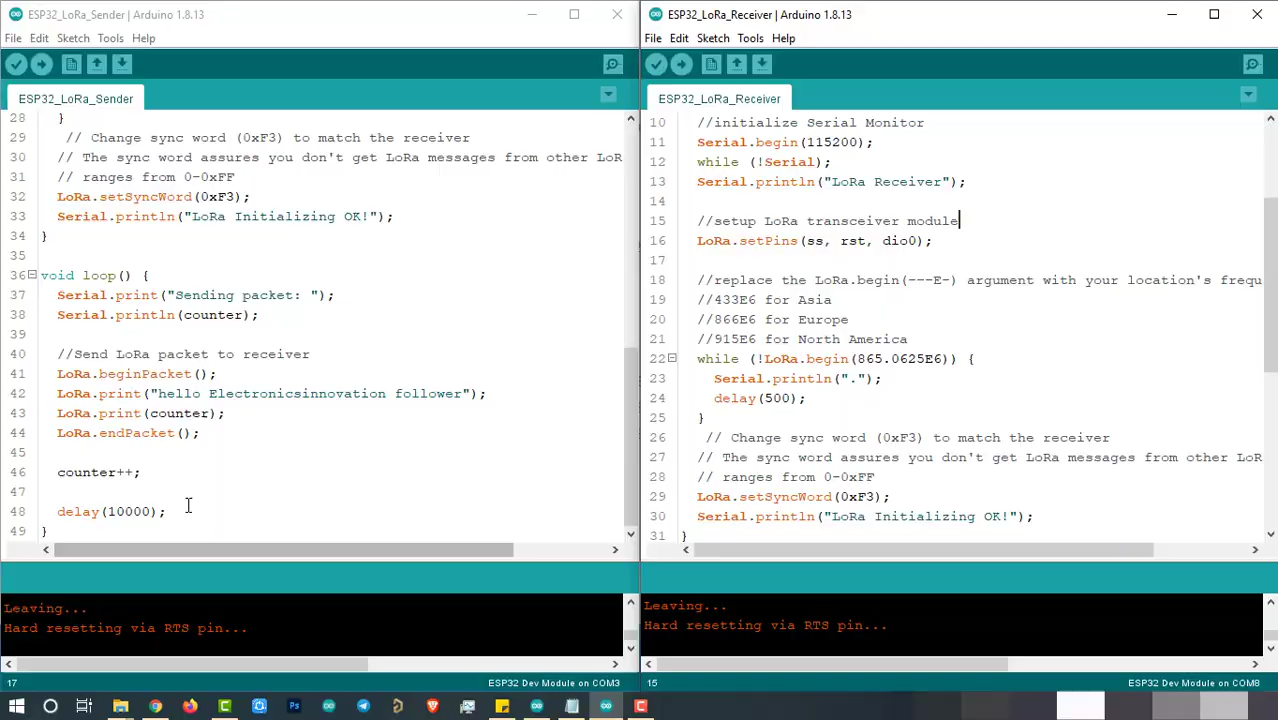 ESP32_LoRa_Sender | Arduino 1.8.13
File Edit Sketch Tools Help
ESP32_LoRa_Sender
28 }
29 // Change sync word (0xF3) to match the receiver
30 // The sync word assures you don't get LoRa messages from other LoR
31 // ranges from 0-0xFF
32 LoRa.setSyncWord(0xF3);
33 Serial.println("LoRa Initializing OK!");
34 }
35
36 void loop() {
37 Serial.print("Sending packet: ");
38 Serial.println(counter);
39
40 //Send LoRa packet to receiver
41 LoRa.beginPacket();
42 LoRa.print("hello Electronicsinnovation follower");
43 LoRa.print(counter);
44 LoRa.endPacket();
45
46 counter++;
47
48 delay(10000);
49 }
Leaving...
Hard resetting via RTS pin...
17 ESP32 Dev Module on COM3
ESP32_LoRa_Receiver | Arduino 1.8.13
File Edit Sketch Tools Help
ESP32_LoRa_Receiver
10 //initialize Serial Monitor
11 Serial.begin(115200);
12 while (!Serial);
13 Serial.println("LoRa Receiver");
14
15 //setup LoRa transceiver module
16 LoRa.setPins(ss, rst, dio0);
17
18 //replace the LoRa.begin(---E-) argument with your location's frequ
19 //433E6 for Asia
20 //866E6 for Europe
21 //915E6 for North America
22 while (!LoRa.begin(865.0625E6)) {
23 Serial.println(".");
24 delay(500);
25 }
26 // Change sync word (0xF3) to match the receiver
27 // The sync word assures you don't get LoRa messages from other LoR
28 // ranges from 0-0xFF
29 LoRa.setSyncWord(0xF3);
30 Serial.println("LoRa Initializing OK!");
31 }
Leaving...
Hard resetting via RTS pin...
15 ESP32 Dev Module on COM8